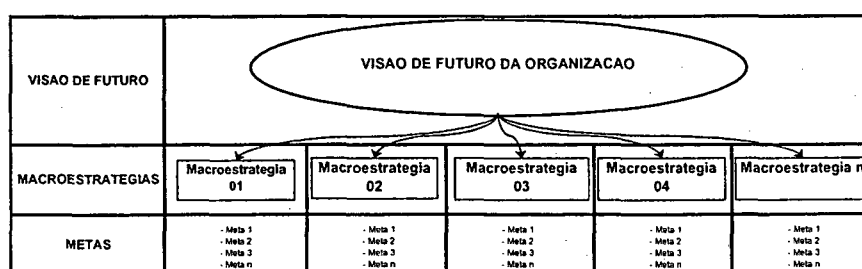 VISAO DE FUTURO
VISAO DE FUTURO DA ORGANIZACAO
MACROESTRATEGIAS
Macroestrategia
01
Macroestrategia
02
Macroestrategia
03
Macroestrategia
04
Macroestrategia n
METAS
- Meta 1
- Meta 2
- Meta 3
- Meta n
- Meta 1
- Meta 2
- Meta 3
- Meta n
- Meta 1
- Meta 2
- Meta 3
- Meta n
- Meta 1
- Meta 2
- Meta 3
- Meta n
- Meta 1
- Meta 2
- Meta 3
- Meta n